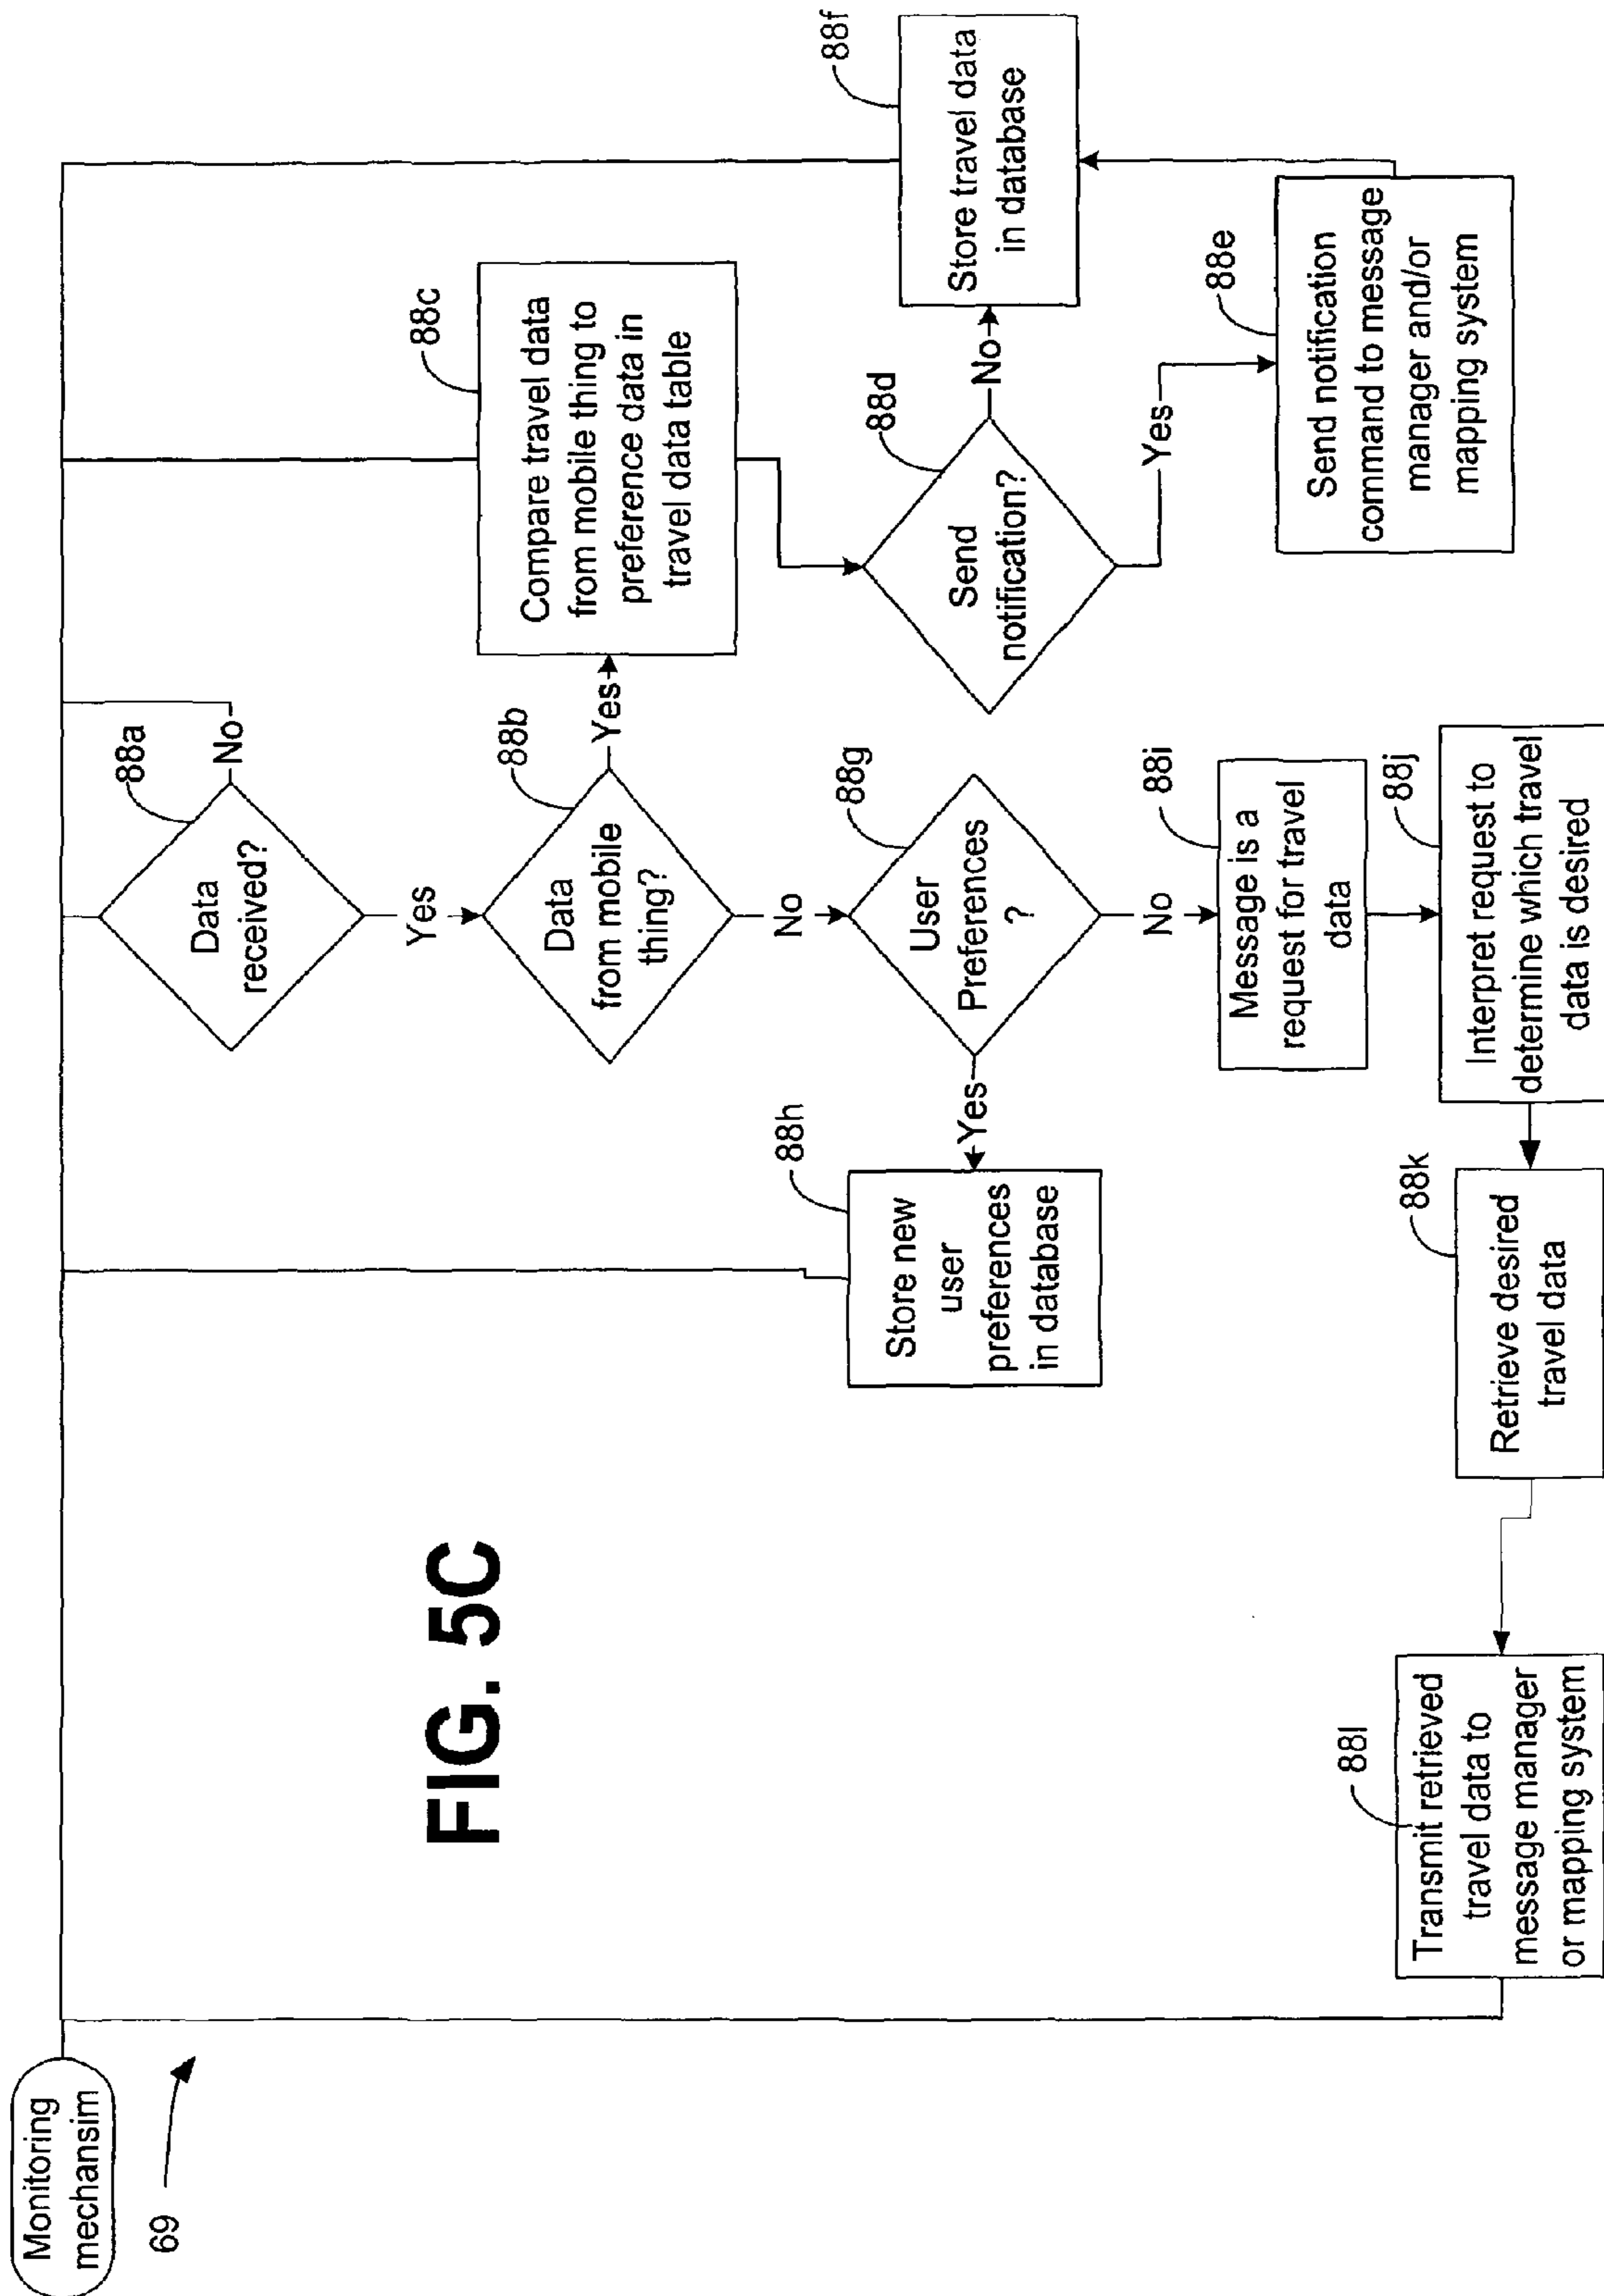 Monitoring
mechansim
69
Data
received?
88a
No
Yes
Data
from mobile
thing?
88b
Yes
No
Compare travel data
from mobile thing to
preference data in
travel data table
88c
Send
notification?
88d
No
Yes
Send notification
command to message
manager and/or
mapping system
88e
Store travel data
in database
88f
User
Preferences
?
88g
Yes
No
Store new
user
preferences
in database
88h
Message is a
request for travel
data
88i
Interpret request to
determine which travel
data is desired
88j
Retrieve desired
travel data
88k
Transmit retrieved
travel data to
message manager
or mapping system
88l
FIG. 5C